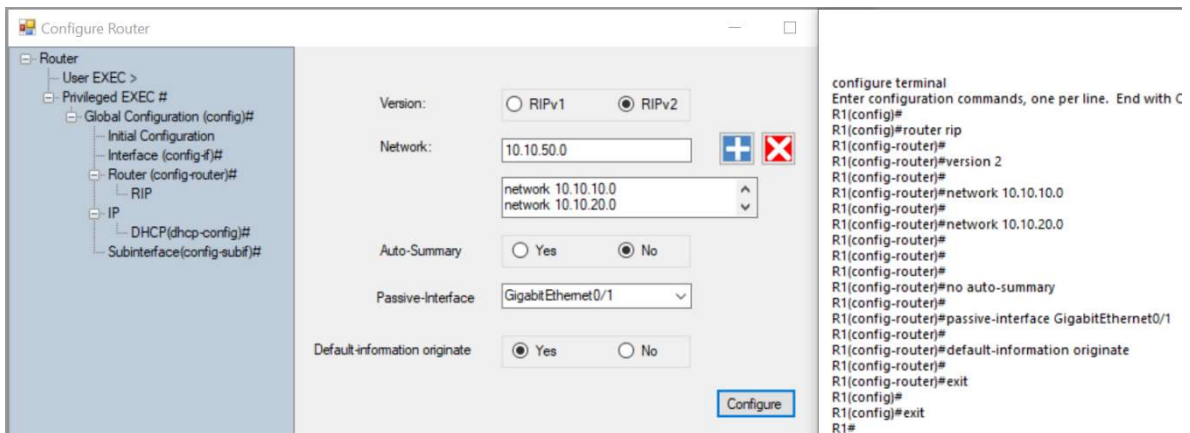 Configure Router
Router
User EXEC >
Privileged EXEC #
Global Configuration (config)#
Initial Configuration
Interface (config-if)#
Router (config-router)#
RIP
IP
DHCP(dhcp-config)#
Subinterface(config-subif)#
Version:
RIPv1
RIPv2
Network:
10.10.50.0
network 10.10.10.0
network 10.10.20.0
Auto-Summary
Yes
No
Passive-Interface
GigabitEthernet0/1
Default-information originate
Yes
No
Configure
configure terminal
Enter configuration commands, one per line. End with C
R1(config)#
R1(config)#router rip
R1(config-router)#
R1(config-router)#version 2
R1(config-router)#
R1(config-router)#network 10.10.10.0
R1(config-router)#
R1(config-router)#network 10.10.20.0
R1(config-router)#
R1(config-router)#
R1(config-router)#
R1(config-router)#no auto-summary
R1(config-router)#
R1(config-router)#passive-interface GigabitEthernet0/1
R1(config-router)#
R1(config-router)#default-information originate
R1(config-router)#
R1(config-router)#exit
R1(config)#
R1(config)#exit
R1#